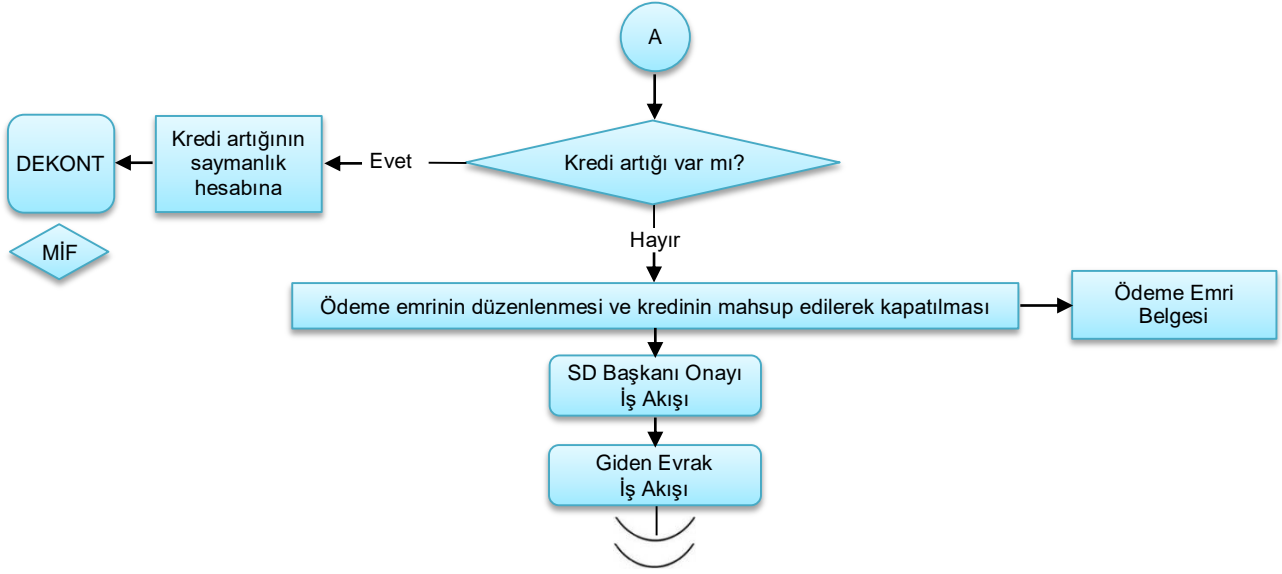 A
Kredi artığı var mı?
Evet
Kredi artığının
saymanlık
hesabına
DEKONT
MİF
Hayır
Ödeme emrinin düzenlenmesi ve kredinin mahsup edilerek kapatılması
Ödeme Emri
Belgesi
SD Başkanı Onayı
İş Akışı
Giden Evrak
İş Akışı